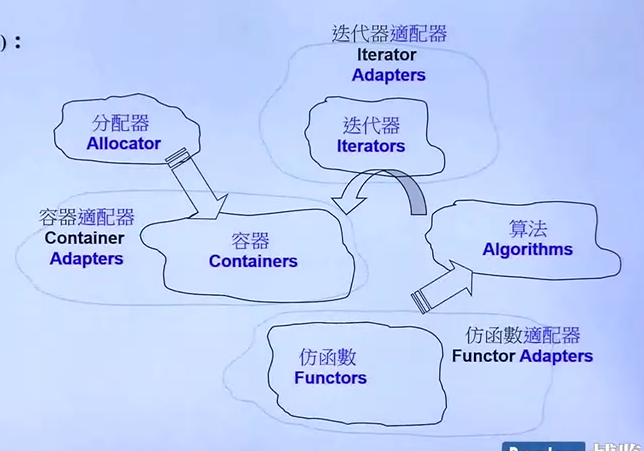 )：
迭代器適配器
Iterator
Adapters
分配器
Allocator
迭代器
Iterators
容器適配器
Container
Adapters
容器
Containers
算法
Algorithms
仿函數
Functors
仿函數適配器
Functor Adapters